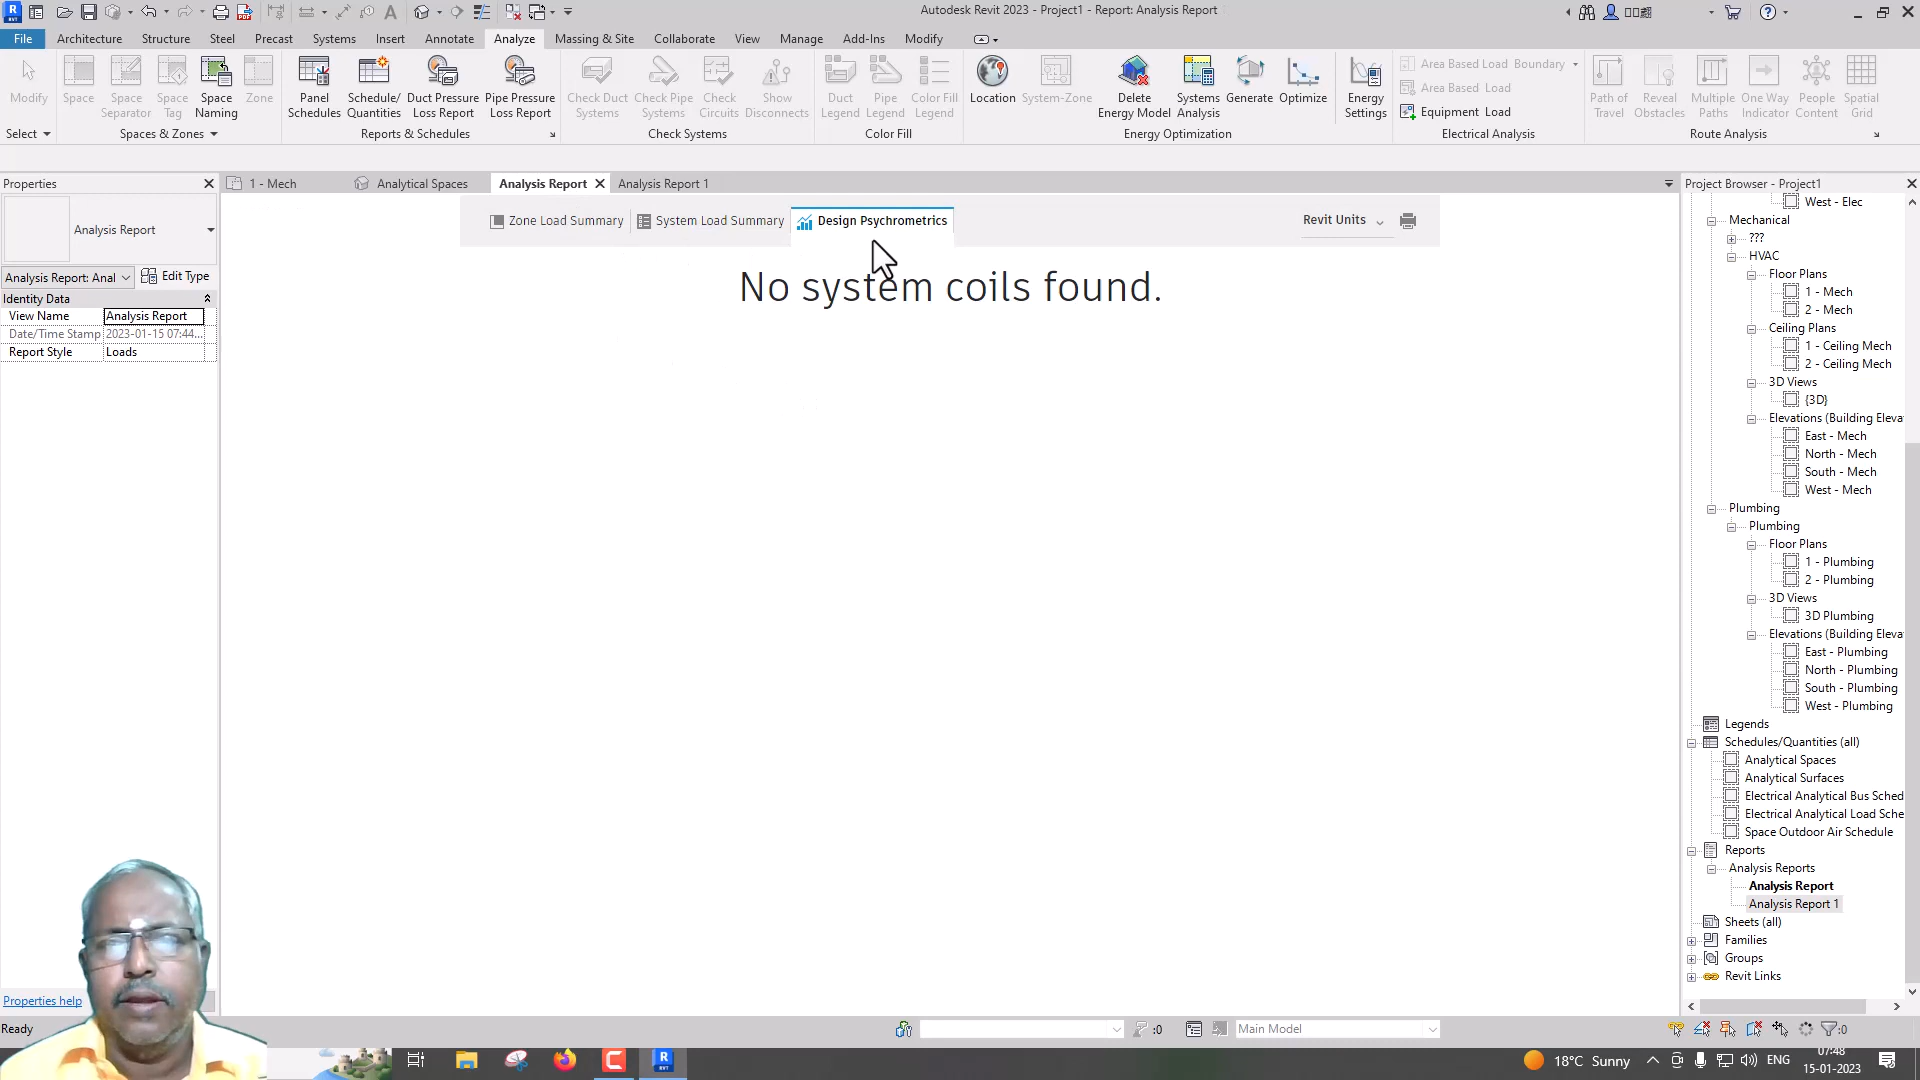 Autodesk Revit 2023 - Project1 - Report: Analysis Report
File Architecture Structure Steel Precast Systems Insert Annotate Analyze Massing & Site Collaborate View Manage Add-Ins Modify
Modify
Space
Space Separator
Space Tag
Space Naming
Zone
Panel Schedules
Schedule/ Quantities
Duct Pressure Loss Report
Pipe Pressure Loss Report
Check Duct Systems
Check Pipe Systems
Check Circuits
Show Disconnects
Duct Legend
Pipe Legend
Color Fill Legend
Location
System-Zone
Delete Energy Model
Systems Analysis
Generate
Optimize
Energy Settings
Area Based Load Boundary
Area Based Load
Equipment Load
Path of Travel
Reveal Obstacles
Multiple Paths
One Way Indicator
People Content
Spatial Grid
Select Spaces & Zones Reports & Schedules Check Systems Color Fill Energy Optimization Electrical Analysis Route Analysis
Properties
Analysis Report
Analysis Report: Anal
Edit Type
Identity Data
View Name Analysis Report
Date/Time Stamp 2023-01-15 07:44...
Report Style Loads
Properties help
1 - Mech Analytical Spaces Analysis Report Analysis Report 1
Zone Load Summary System Load Summary Design Psychrometrics Revit Units
No system coils found.
Project Browser - Project1
West - Elec
Mechanical
???
HVAC
Floor Plans
1 - Mech
2 - Mech
Ceiling Plans
1 - Ceiling Mech
2 - Ceiling Mech
3D Views
{3D}
Elevations (Building Eleva
East - Mech
North - Mech
South - Mech
West - Mech
Plumbing
Plumbing
Floor Plans
1 - Plumbing
2 - Plumbing
3D Views
3D Plumbing
Elevations (Building Eleva
East - Plumbing
North - Plumbing
South - Plumbing
West - Plumbing
Legends
Schedules/Quantities (all)
Analytical Spaces
Analytical Surfaces
Electrical Analytical Bus Sched
Electrical Analytical Load Sche
Space Outdoor Air Schedule
Reports
Analysis Reports
Analysis Report
Analysis Report 1
Sheets (all)
Families
Groups
Revit Links
Ready
:0
Main Model
:0
18°C Sunny
ENG
07:48
15-01-2023